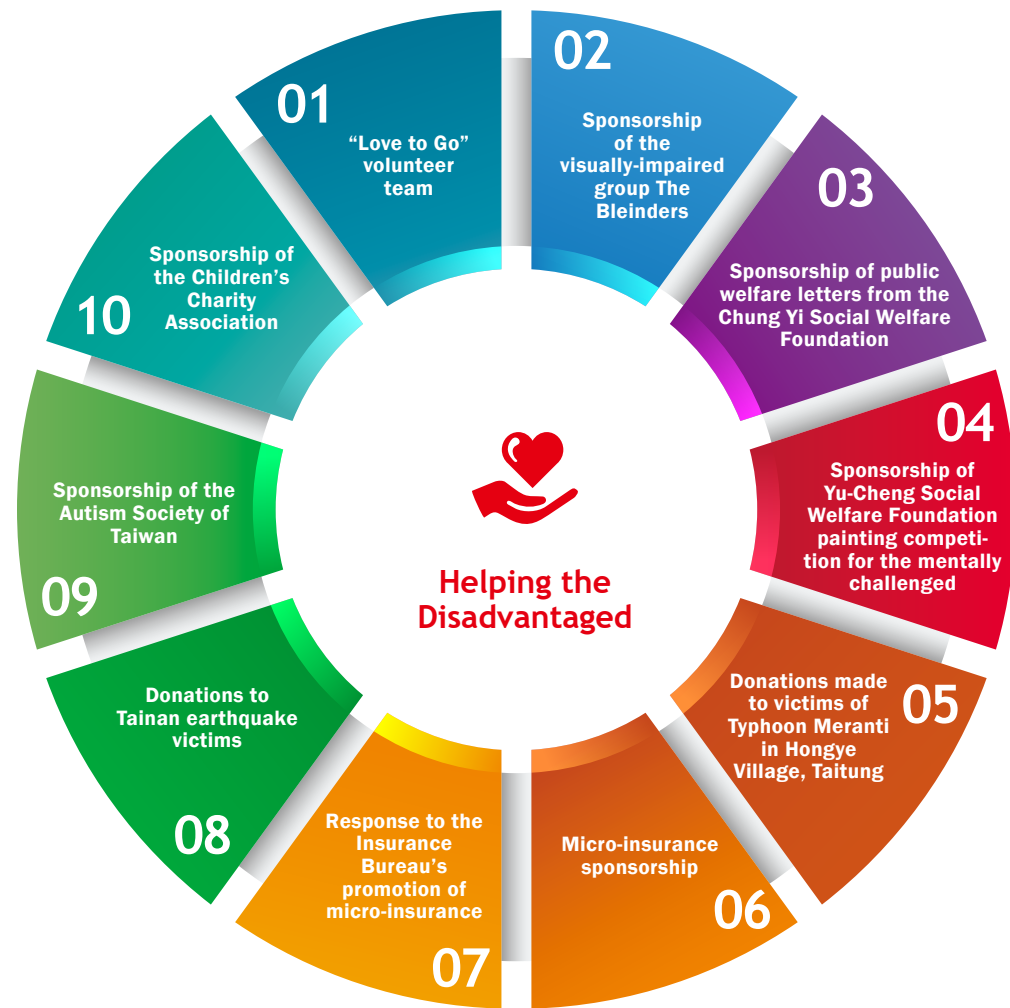 01
“Love to Go”
volunteer
team
02
Sponsorship
of the
visually-impaired
group The
Bleinders
03
Sponsorship of public
welfare letters from the
Chung Yi Social Welfare
Foundation
04
Sponsorship of
Yu-Cheng Social
Welfare Foundation
painting competi-
tion for the mentally
challenged
05
Donations made
to victims of
Typhoon Meranti
in Hongye
Village, Taitung
06
Micro-insurance
sponsorship
07
Response to the
Insurance
Bureau’s
promotion of
micro-insurance
08
Donations to
Tainan earthquake
victims
09
Sponsorship of the
Autism Society of
Taiwan
10
Sponsorship of
the Children’s
Charity
Association
Helping the
Disadvantaged